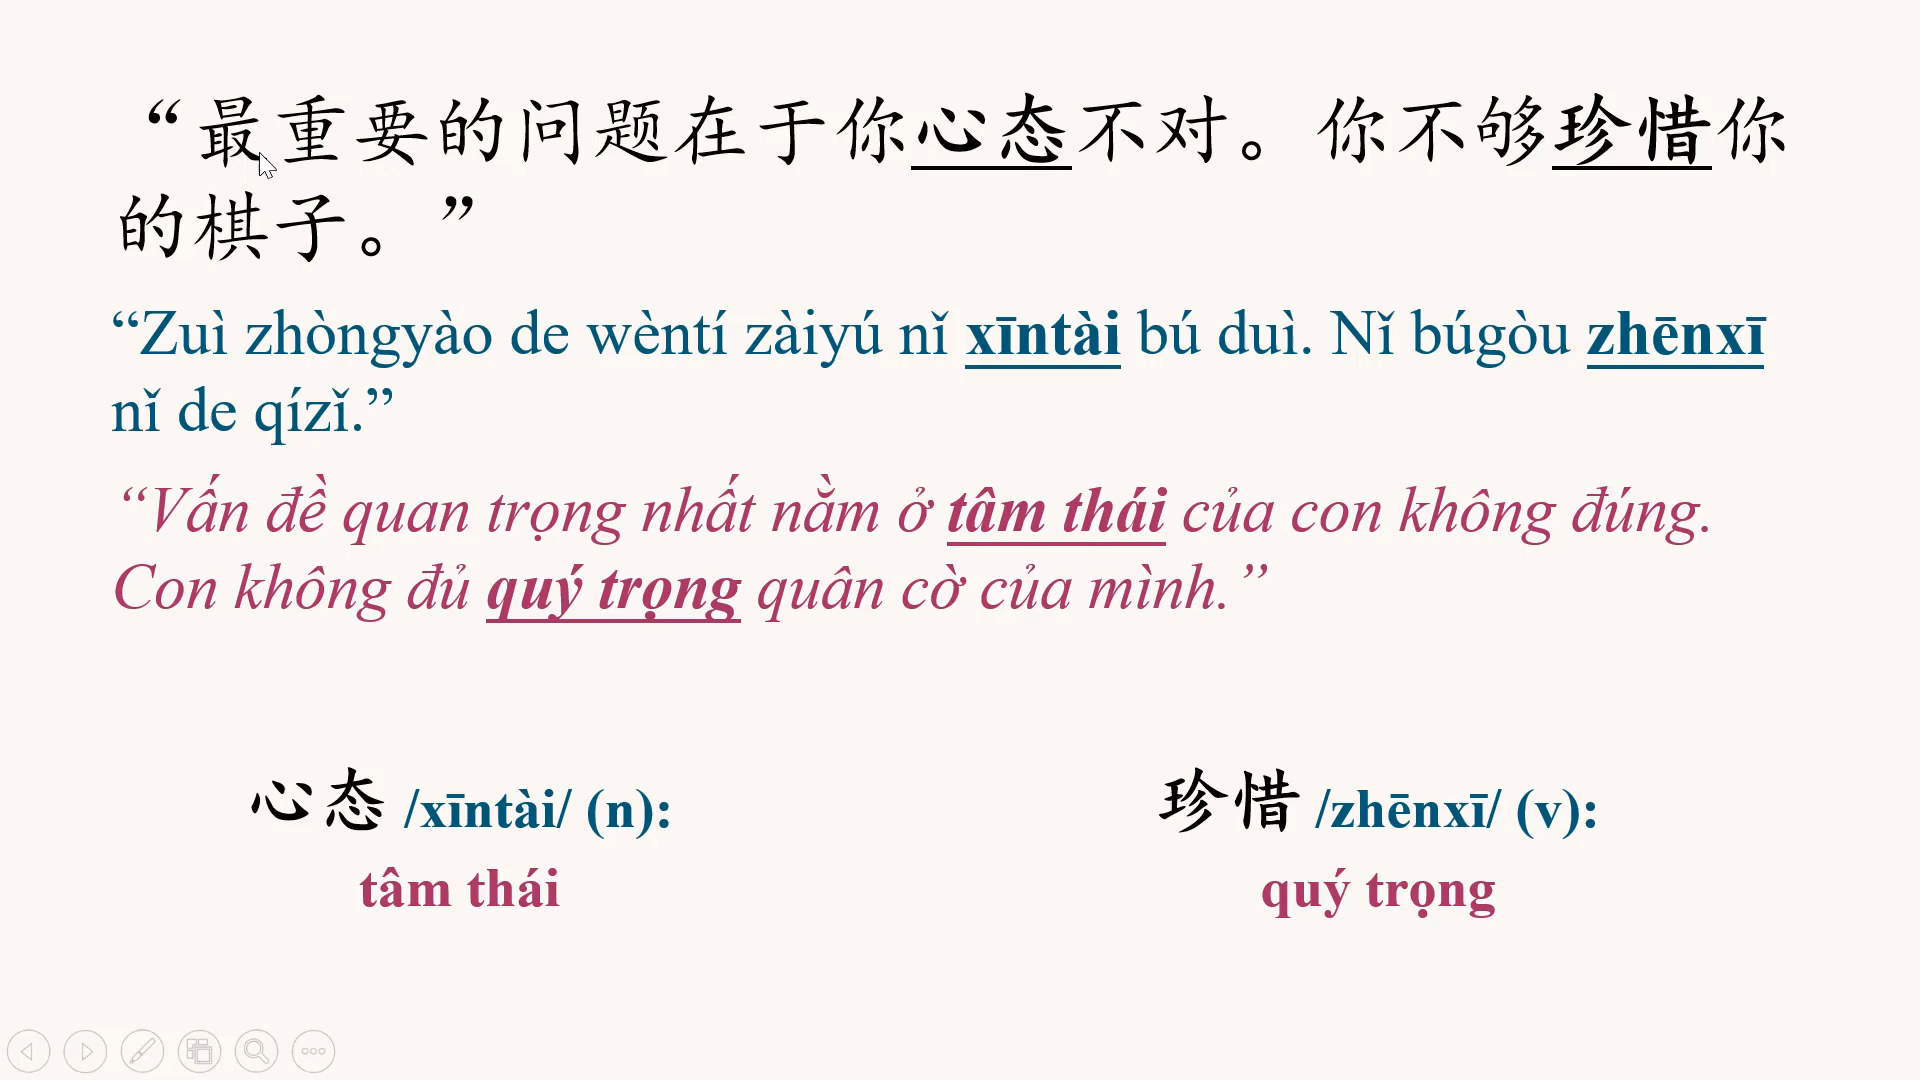 “最重要的问题在于你心态不对。你不够珍惜你
的棋子。”
“Zuì zhòngyào de wèntí zàiyú nǐ xīntài bú duì. Nǐ búgòu zhēnxī
nǐ de qízǐ.”
“Vấn đề quan trọng nhất nằm ở tâm thái của con không đúng.
Con không đủ quý trọng quân cờ của mình.”
心态 /xīntài/ (n):
tâm thái
珍惜 /zhēnxī/ (v):
quý trọng